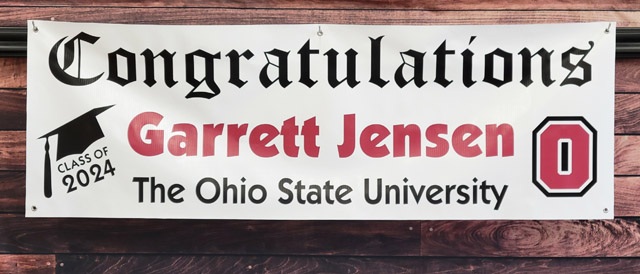 Congratulations
Garrett Jensen
CLASS OF
2024
The Ohio State University
O